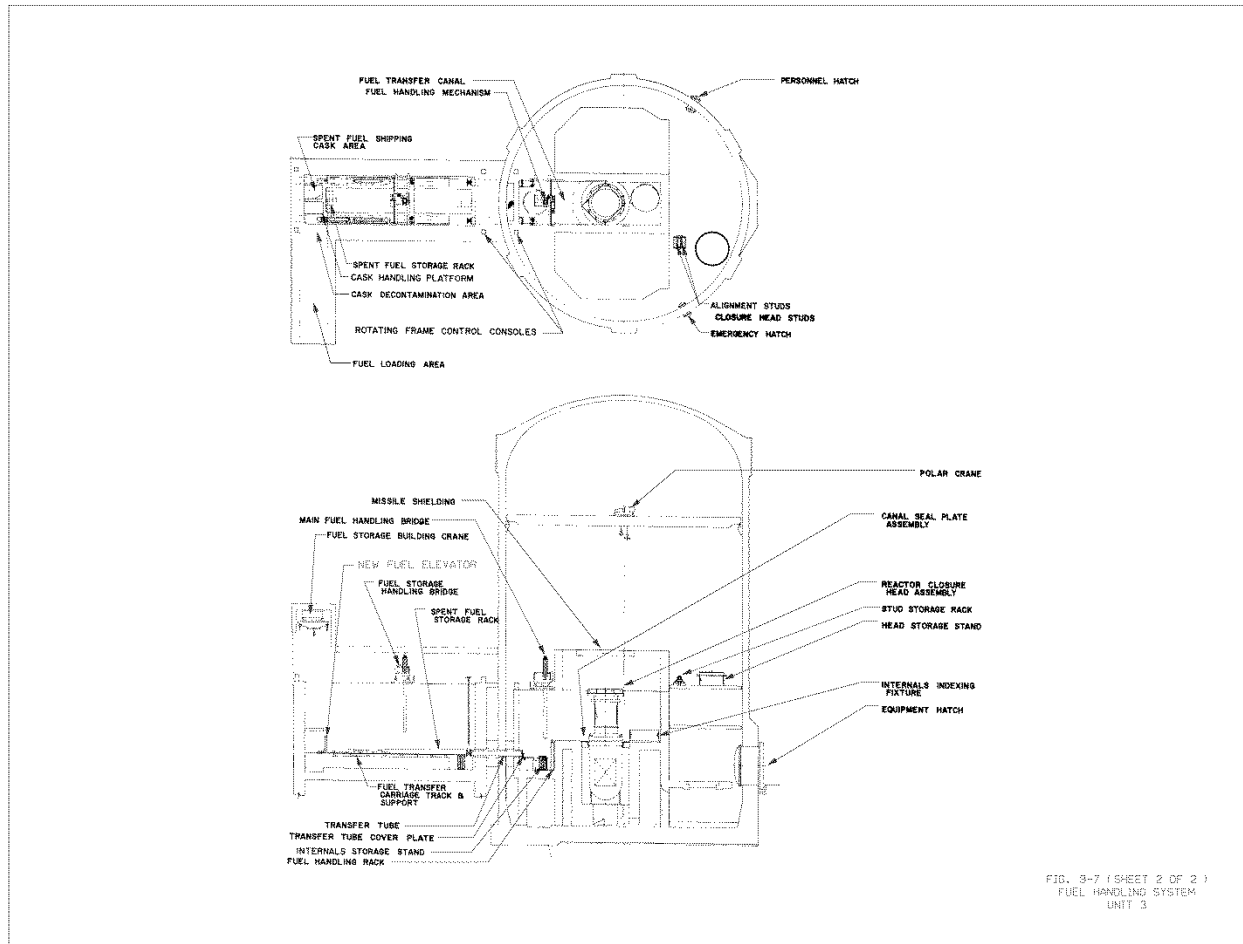 FUEL TRANSFER CANAL
FUEL HANDLING MECHANISM
PERSONNEL HATCH
SPENT FUEL SHIPPING
CASK AREA
SPENT FUEL STORAGE RACK
CASK HANDLING PLATFORM
CASK DECONTAMINATION AREA
ALIGNMENT STUDS
CLOSURE HEAD STUDS
ROTATING FRAME CONTROL CONSOLES
EMERGENCY HATCH
FUEL LOADING AREA
POLAR CRANE
MISSILE SHIELDING
CANAL SEAL PLATE
ASSEMBLY
MAIN FUEL HANDLING BRIDGE
FUEL STORAGE BUILDING CRANE
NEW FUEL ELEVATOR
FUEL STORAGE
HANDLING BRIDGE
REACTOR CLOSURE
HEAD ASSEMBLY
SPENT FUEL
STORAGE RACK
STUD STORAGE RACK
HEAD STORAGE STAND
INTERNALS INDEXING
FIXTURE
EQUIPMENT HATCH
FUEL TRANSFER
CARRIAGE TRACK &
SUPPORT
TRANSFER TUBE
TRANSFER TUBE COVER PLATE
INTERNALS STORAGE STAND
FUEL HANDLING RACK
FIG. 9-7 (SHEET 2 OF 2)
FUEL HANDLING SYSTEM
UNIT 3